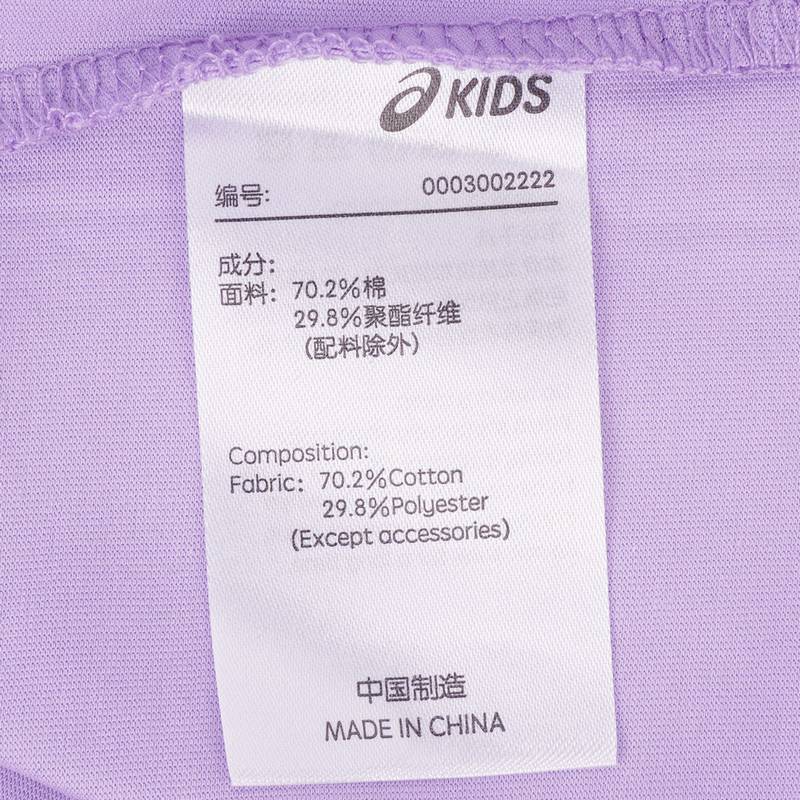 KIDS
编号: 0003002222
成分:
面料: 70.2%棉
29.8%聚酯纤维
(配料除外)
Composition:
Fabric: 70.2%Cotton
29.8%Polyester
(Except accessories)
中国制造
MADE IN CHINA